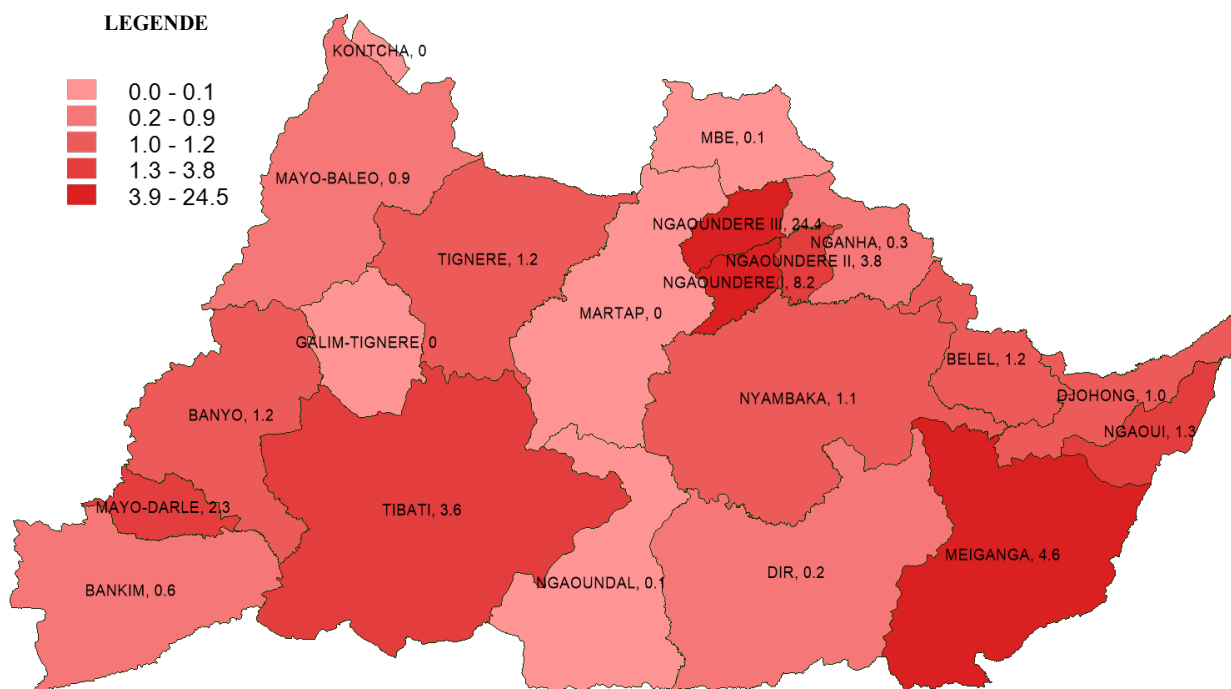 LEGENDE
0.0 - 0.1
0.2 - 0.9
1.0 - 1.2
1.3 - 3.8
3.9 - 24.5
KONTCHA, 0
MBE, 0.1
MAYO-BALEO, 0.9
NGAOUNDERE III, 24.4
NGANHA, 0.3
TIGNERE, 1.2
NGAOUNDERE II, 3.8
NGAOUNDERE I, 8.2
MARTAP, 0
GALIM-TIGNERE, 0
BELEL, 1.2
DJOHONG, 1.0
NYAMBAKA, 1.1
BANYO, 1.2
NGAOUI, 1.3
MAYO-DARLE, 2.3
TIBATI, 3.6
MEIGANGA, 4.6
DIR, 0.2
NGAOUNDAL, 0.1
BANKIM, 0.6